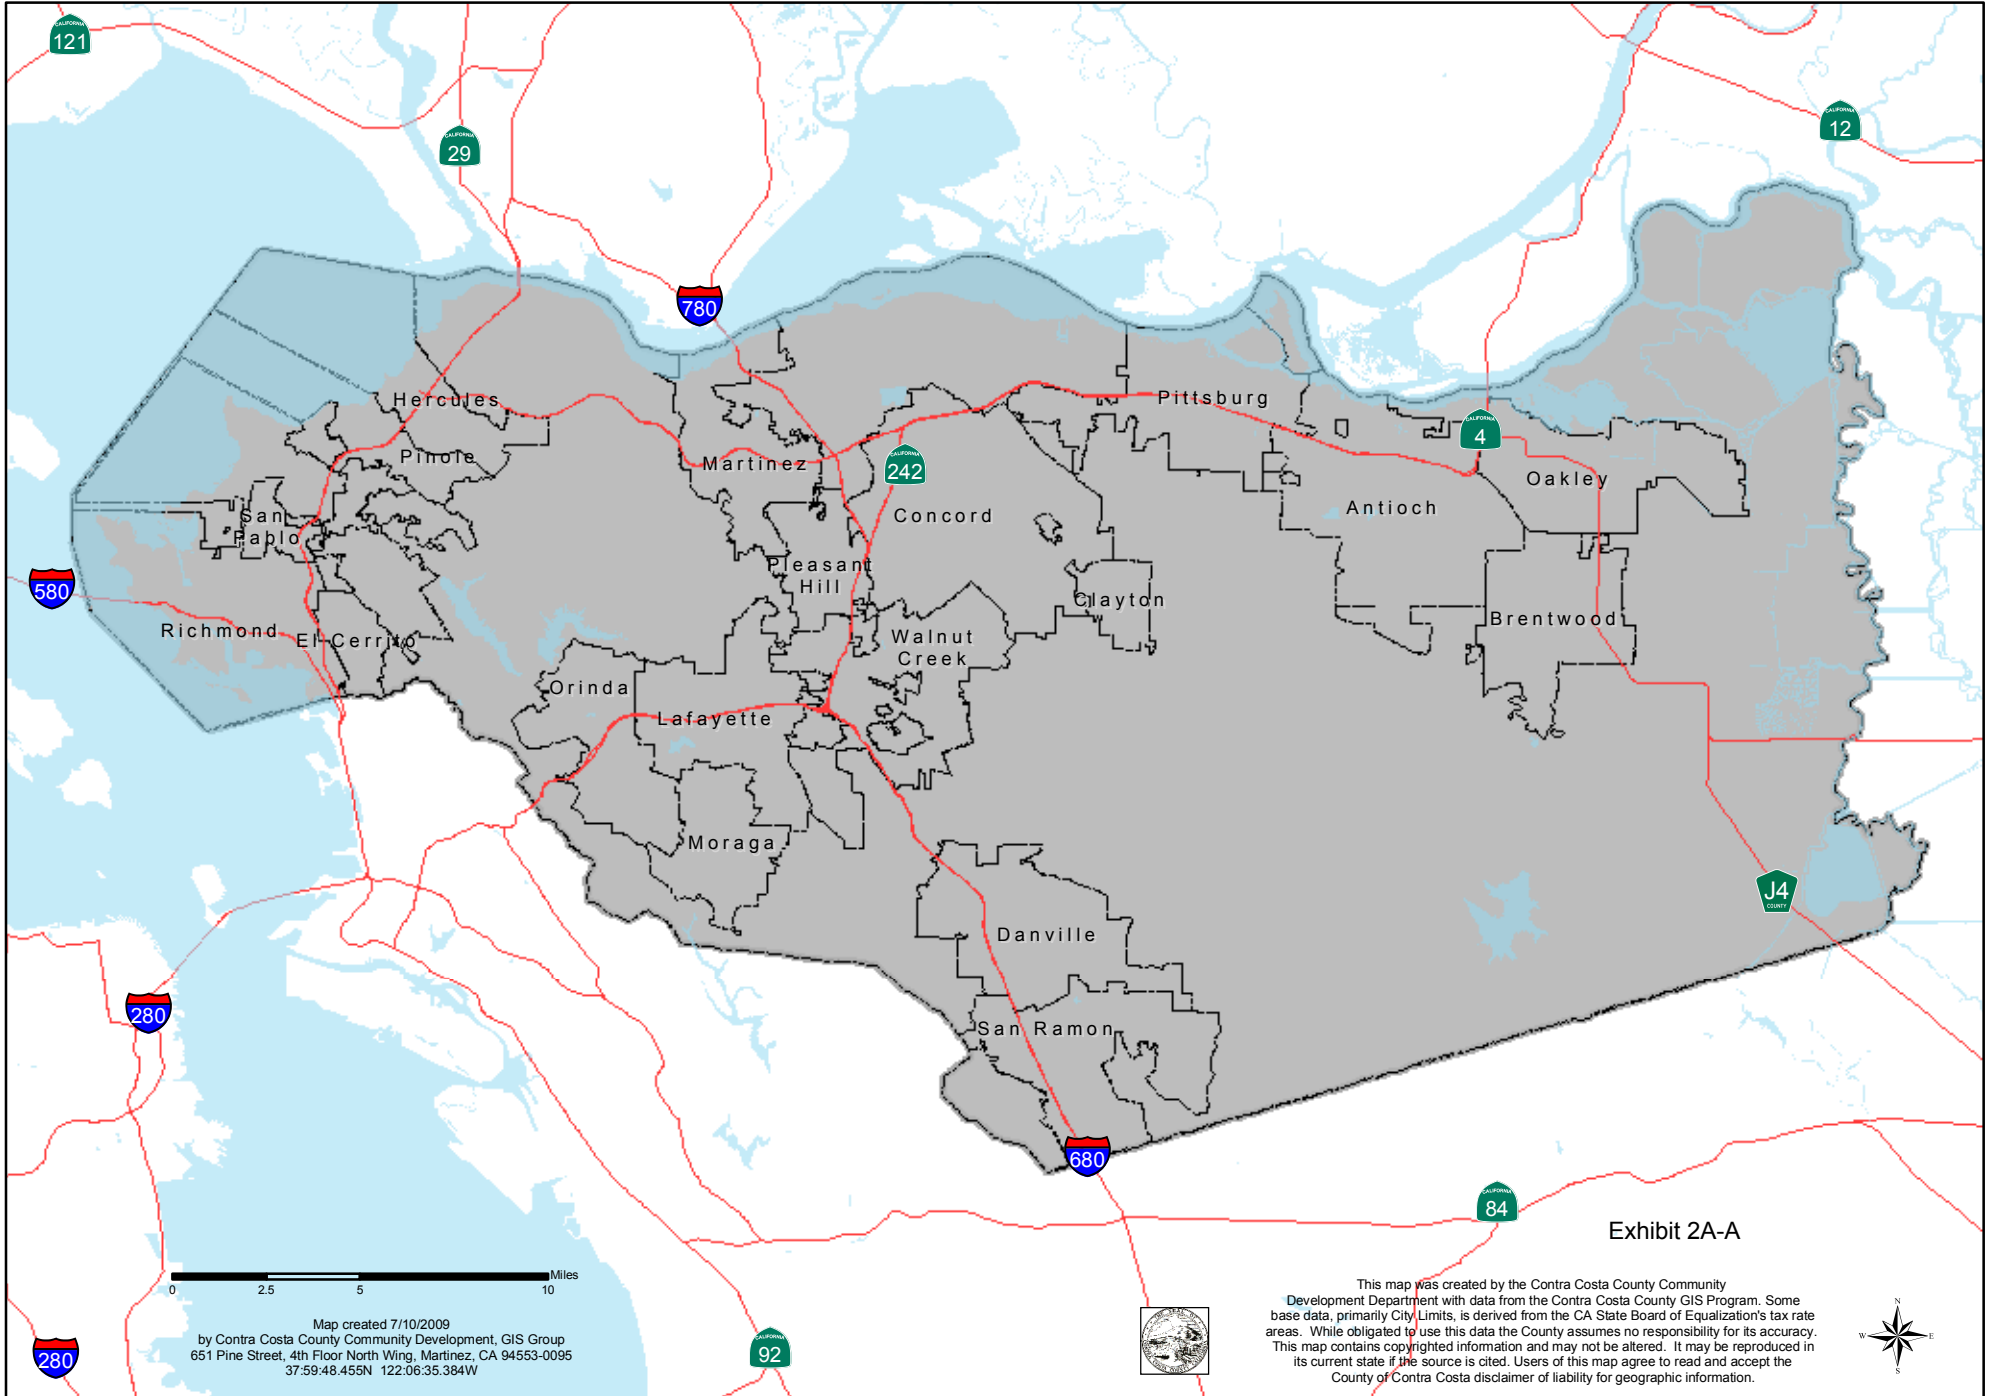 CALIFORNIA
121
CALIFORNIA
29
CALIFORNIA
12
780
Hercules
Pittsburg
CALIFORNIA
4
Pinole
Martinez
CALIFORNIA
242
Oakley
San
Pablo
Concord
Antioch
Pleasant
Hill
580
Clayton
Richmond
El Cerrito
Walnut
Creek
Brentwood
Orinda
Lafayette
Moraga
J4
COUNTY
Danville
280
San Ramon
680
CALIFORNIA
84
Exhibit 2A-A
Miles
0 2.5 5 10
Map created 7/10/2009
by Contra Costa County Community Development, GIS Group
651 Pine Street, 4th Floor North Wing, Martinez, CA 94553-0095
37:59:48.455N 122:06:35.384W
280
CALIFORNIA
92
This map was created by the Contra Costa County Community
Development Department with data from the Contra Costa County GIS Program. Some
base data, primarily City Limits, is derived from the CA State Board of Equalization's tax rate
areas. While obligated to use this data the County assumes no responsibility for its accuracy.
This map contains copyrighted information and may not be altered. It may be reproduced in
its current state if the source is cited. Users of this map agree to read and accept the
County of Contra Costa disclaimer of liability for geographic information.
N
W E
S